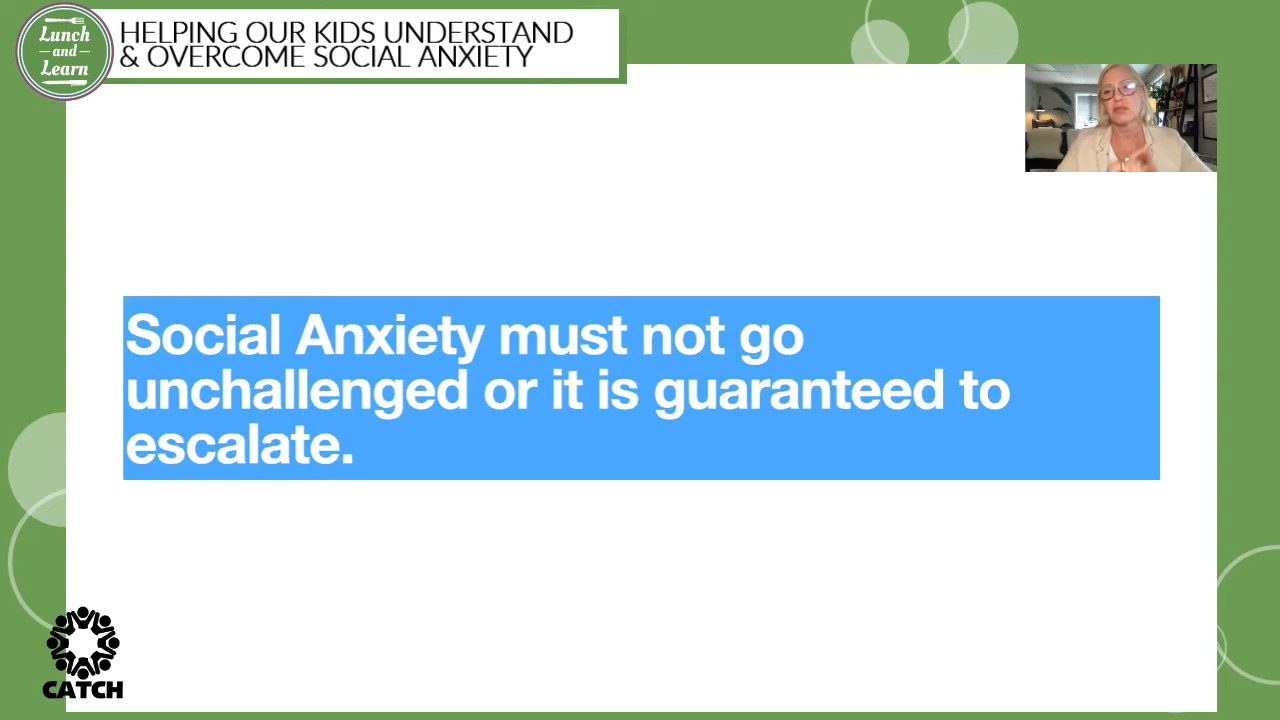 Lunch
and
Learn
HELPING OUR KIDS UNDERSTAND
& OVERCOME SOCIAL ANXIETY
Social Anxiety must not go
unchallenged or it is guaranteed to
escalate.
CATCH